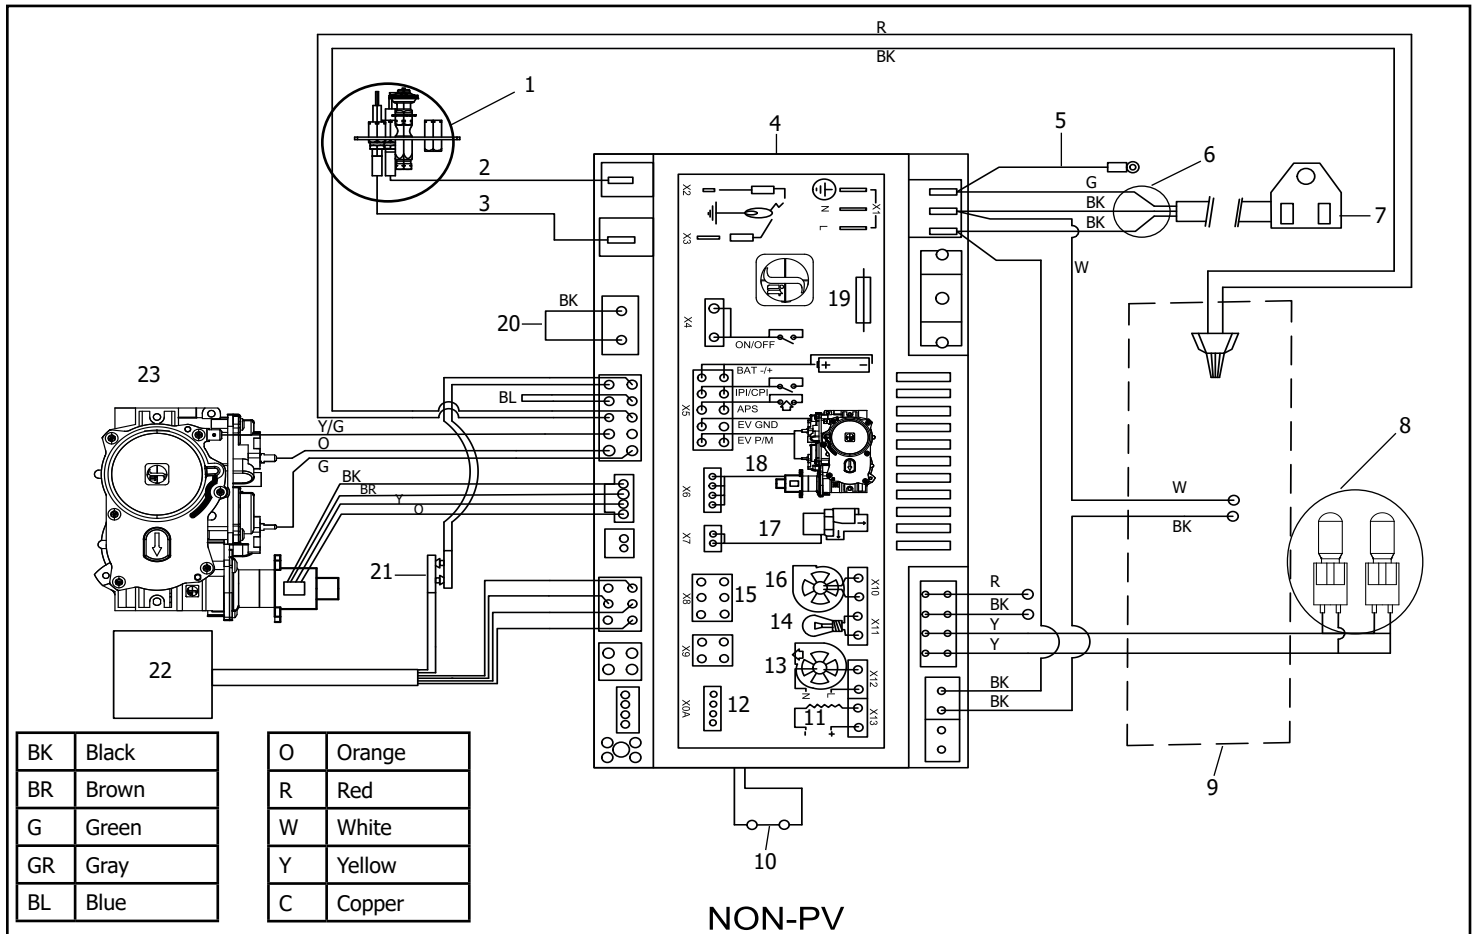 R
BK
1
4
5
6
2
X2
G
BK
3
N
X1
7
BK
L
X3
W
19
BK
20
X4
ON/OFF
BAT -/+
+ -
23
BL
IPI/CPI
X5
APS
8
Y/G
EV GND
O
EV P/M
G
BK
18
BR
X6
W
Y
O
BK
17
X7
21
16
X10
R
15
X8
BK
14
X11
Y
Y
X9
13
22
X12
N
L
BK
12
BK
X0A
11
X13
- +
9
10
BK Black
BR Brown
G Green
GR Gray
BL Blue
O Orange
R Red
W White
Y Yellow
C Copper
NON-PV